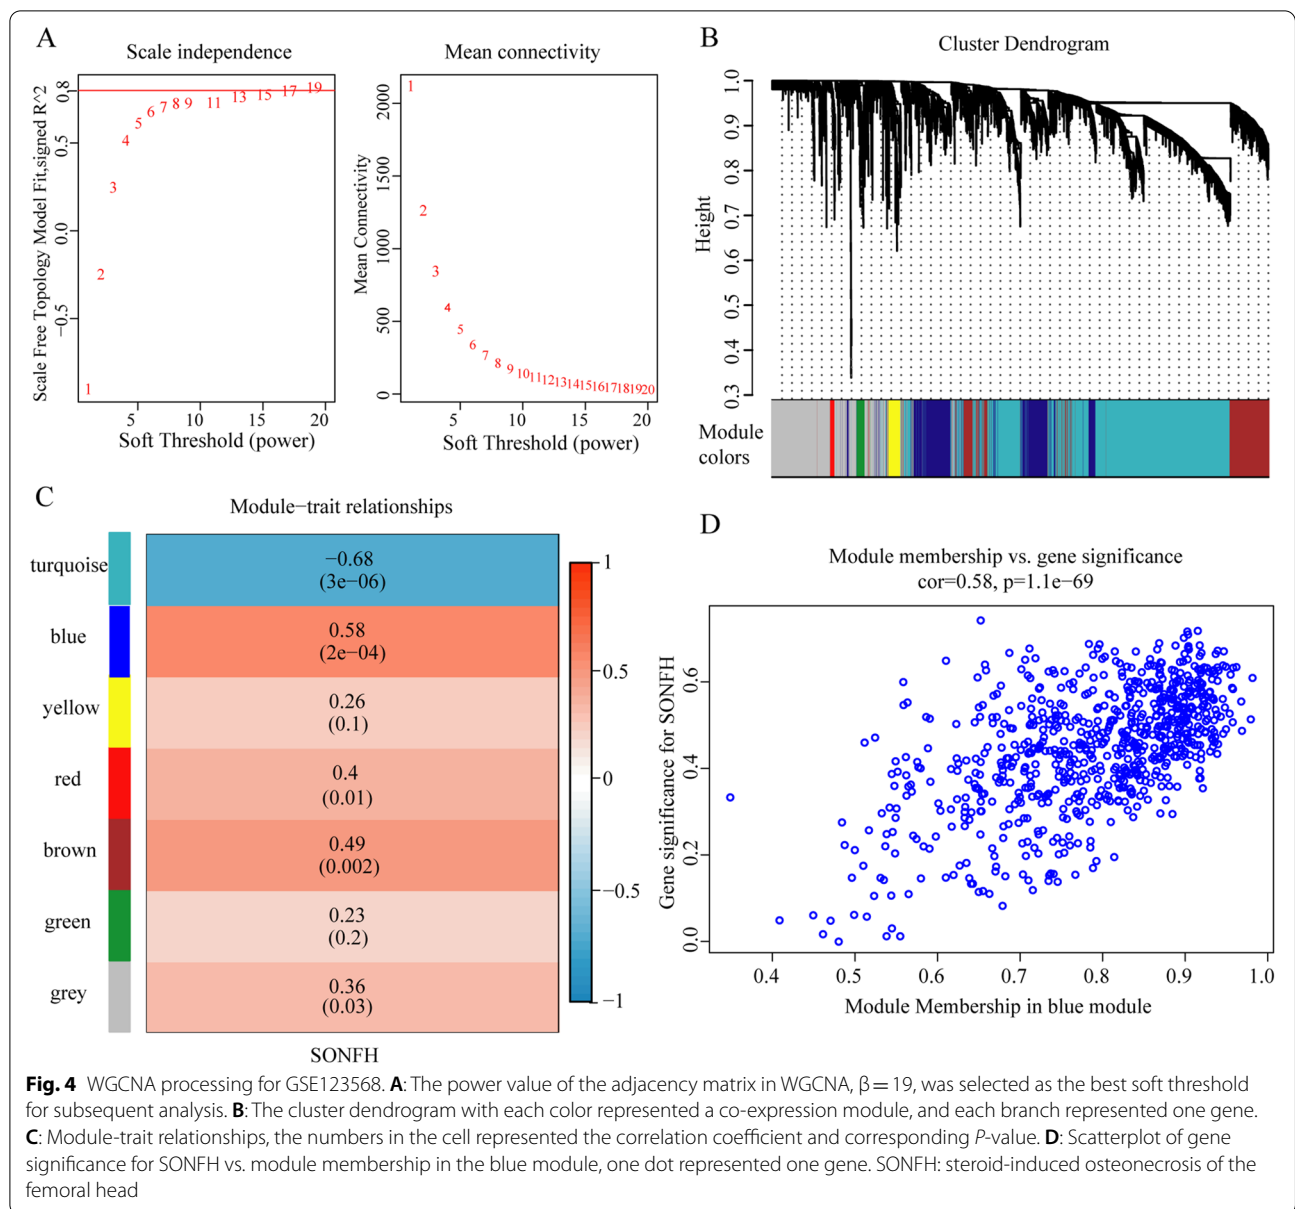 A
Scale independence
Scale Free Topology Model Fit,signed R^2
0.8
0.5
0.0
−0.5
1
2
3
4
5
6
7
8
9
11
13
15
17
19
5 10 15 20
Soft Threshold (power)
Mean connectivity
Mean Connectivity
2000
1500
1000
500
0
1
2
3
4
5
6
7
8
9
10
11
12
13
14
15
16
17
18
19
20
5 10 15 20
Soft Threshold (power)
B
Cluster Dendrogram
Height
1.0
0.9
0.8
0.7
0.6
0.5
0.4
0.3
Module
colors
C
Module−trait relationships
turquoise
−0.68
(3e−06)
blue
0.58
(2e−04)
yellow
0.26
(0.1)
red
0.4
(0.01)
brown
0.49
(0.002)
green
0.23
(0.2)
grey
0.36
(0.03)
SONFH
1
0.5
0
−0.5
−1
D
Module membership vs. gene significance
cor=0.58, p=1.1e−69
Gene significance for SONFH
0.6
0.4
0.2
0.0
0.4 0.5 0.6 0.7 0.8 0.9 1.0
Module Membership in blue module
Fig. 4 WGCNA processing for GSE123568. A: The power value of the adjacency matrix in WGCNA, β = 19, was selected as the best soft threshold
for subsequent analysis. B: The cluster dendrogram with each color represented a co-expression module, and each branch represented one gene.
C: Module-trait relationships, the numbers in the cell represented the correlation coefficient and corresponding P-value. D: Scatterplot of gene
significance for SONFH vs. module membership in the blue module, one dot represented one gene. SONFH: steroid-induced osteonecrosis of the
femoral head